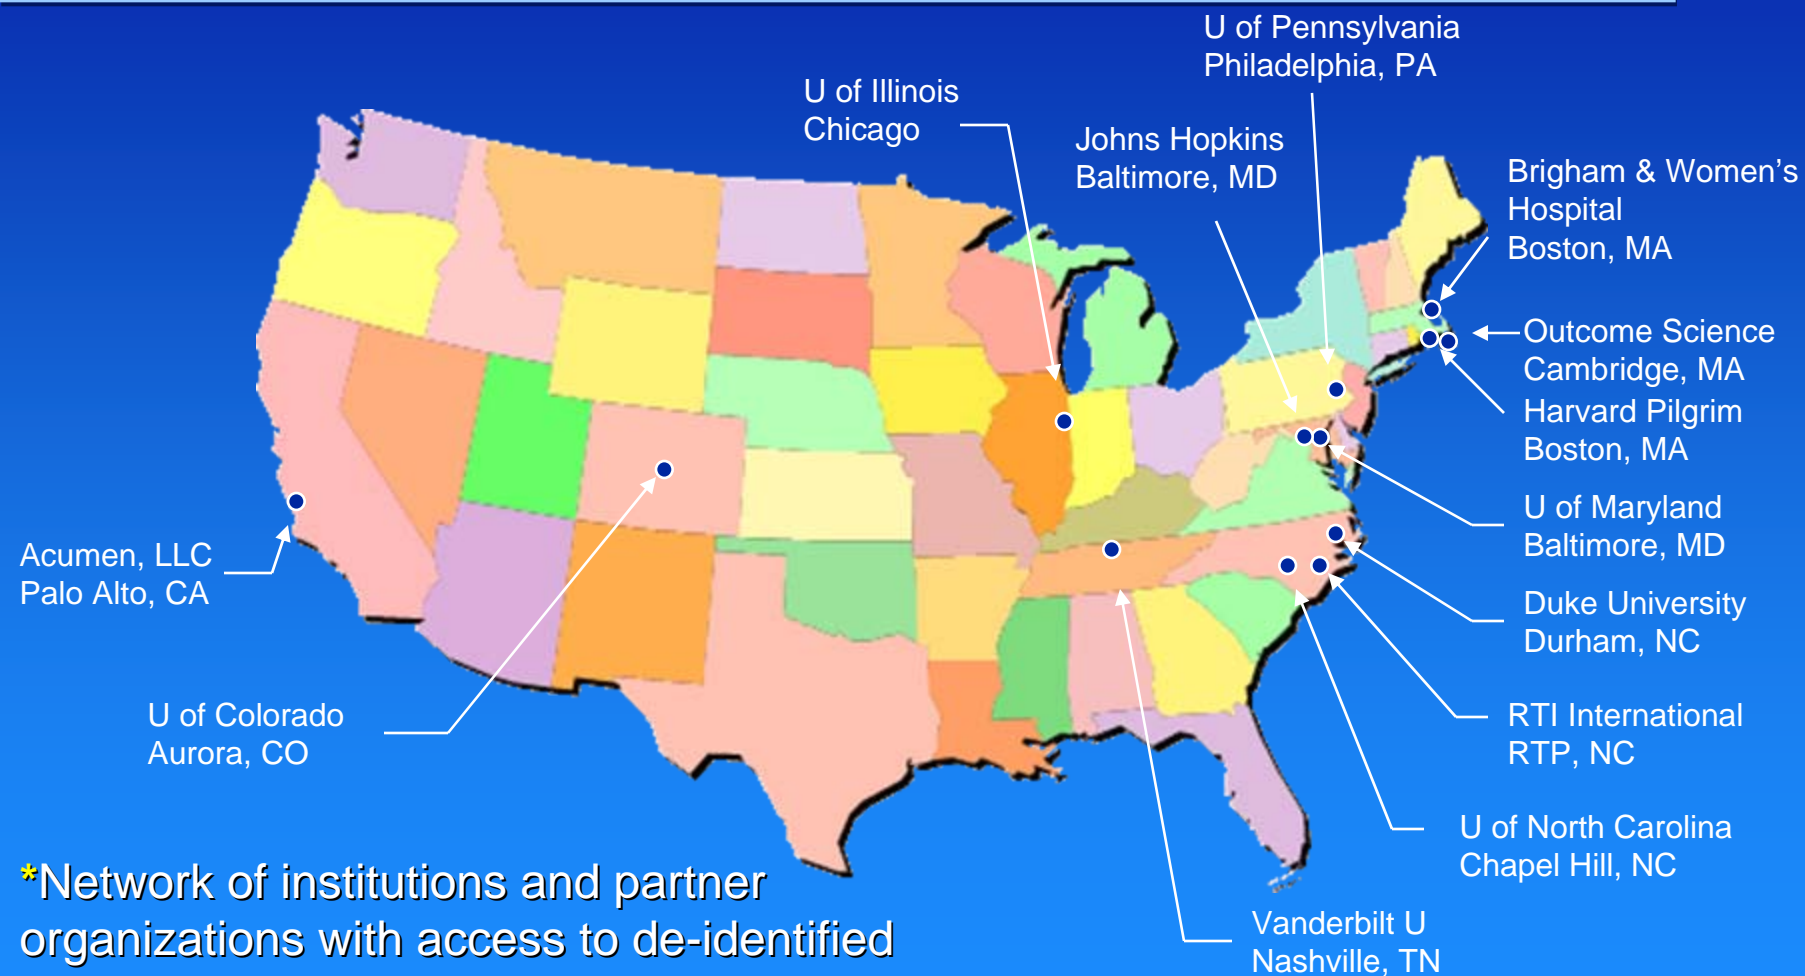 U of Pennsylvania
Philadelphia, PA
U of Illinois
Chicago
Johns Hopkins
Baltimore, MD
Brigham & Women’s
Hospital
Boston, MA
Outcome Science
Cambridge, MA
Harvard Pilgrim
Boston, MA
U of Maryland
Baltimore, MD
Acumen, LLC
Palo Alto, CA
Duke University
Durham, NC
U of Colorado
Aurora, CO
RTI International
RTP, NC
U of North Carolina
Chapel Hill, NC
Vanderbilt U
Nashville, TN
*Network of institutions and partner
organizations with access to de-identified